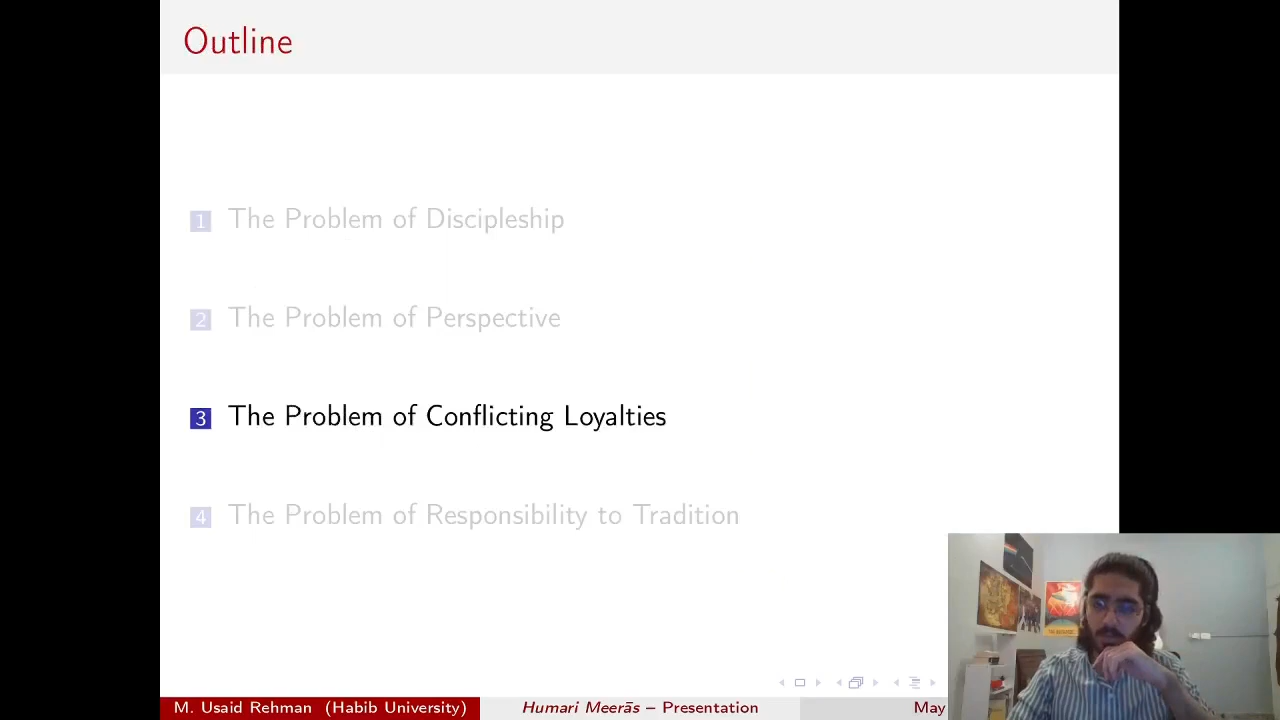 Outline
1 The Problem of Discipleship
2 The Problem of Perspective
3 The Problem of Conflicting Loyalties
4 The Problem of Responsibility to Tradition
M. Usaid Rehman (Habib University)
Humari Meerās – Presentation
May